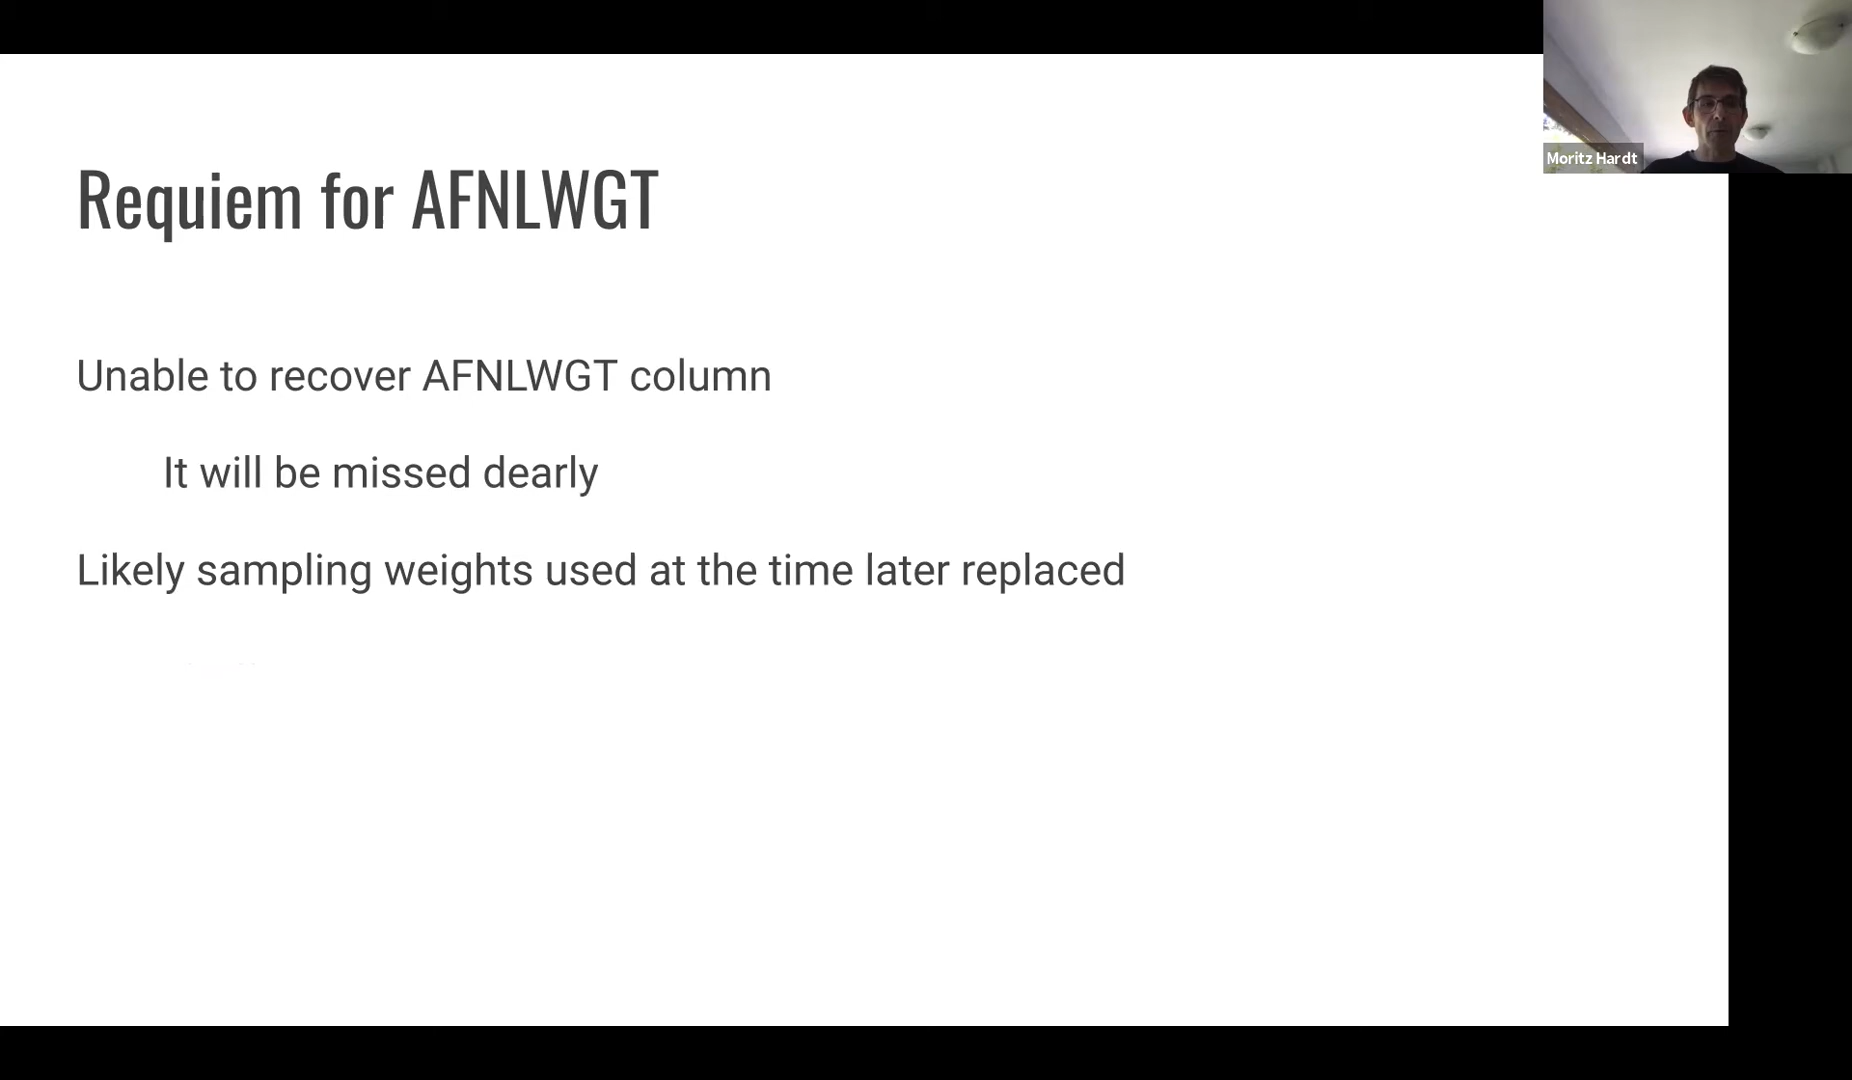 Requiem for AFNLWGT
Unable to recover AFNLWGT column
It will be missed dearly
Likely sampling weights used at the time later replaced
Moritz Hardt